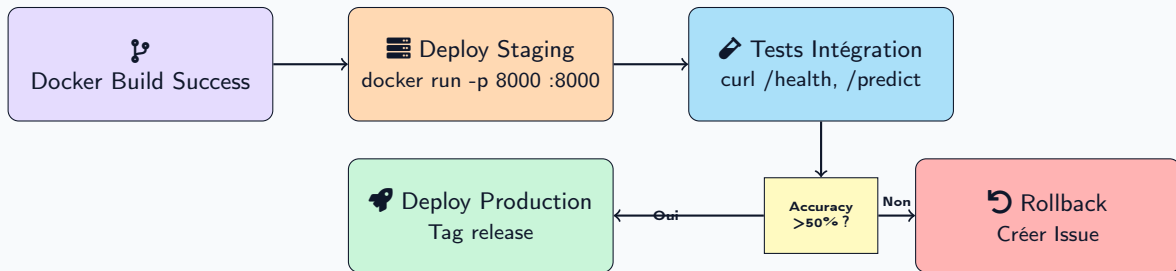 Docker Build Success
Deploy Staging
docker run -p 8000 :8000
Tests Intégration
curl /health, /predict
Deploy Production
Tag release
Oui
Accuracy
>50% ?
Non
Rollback
Créer Issue